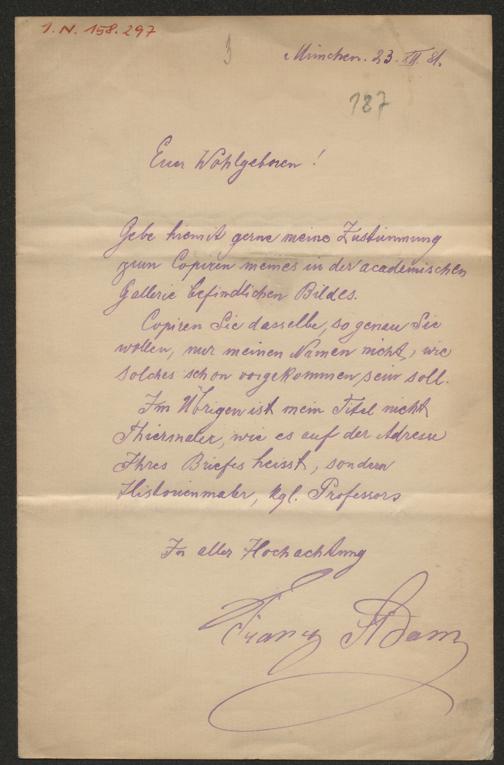 I.N. 158.297
3
München. 23. XII. 81.
187
Euer Wohlgeboren!
Gebe hiemit gerne meine Zustimmung
zum Copiren meines in der academischen
Gallerie befindlichen Bildes.
Copiren Sie dasselbe, so genau Sie
wollen, nur meinen Namen nicht, wie
solches schon vorgekommen sein soll.
Im Übrigen ist mein Titel nicht
Thiermaler, wie es auf der Adresse
Ihres Briefes heisst, sondern
Historienmaler, kgl. Professors
In aller Hochachtung
Franz Adam